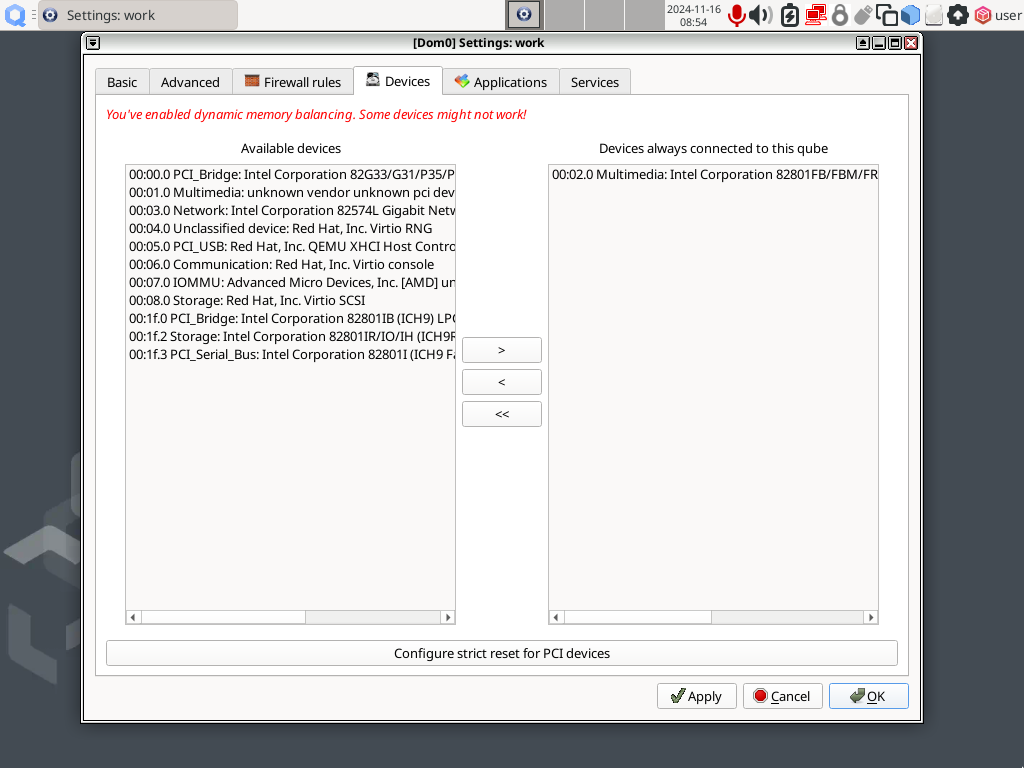 Settings: work
2024-11-16
08:54
user
[Dom0] Settings: work
Basic
Advanced
Firewall rules
Devices
Applications
Services
You've enabled dynamic memory balancing. Some devices might not work!
Available devices
Devices always connected to this qube
00:00.0 PCI_Bridge: Intel Corporation 82G33/G31/P35/P
00:01.0 Multimedia: unknown vendor unknown pci dev
00:03.0 Network: Intel Corporation 82574L Gigabit Netw
00:04.0 Unclassified device: Red Hat, Inc. Virtio RNG
00:05.0 PCI_USB: Red Hat, Inc. QEMU XHCI Host Contro
00:06.0 Communication: Red Hat, Inc. Virtio console
00:07.0 IOMMU: Advanced Micro Devices, Inc. [AMD] un
00:08.0 Storage: Red Hat, Inc. Virtio SCSI
00:1f.0 PCI_Bridge: Intel Corporation 82801IB (ICH9) LPC
00:1f.2 Storage: Intel Corporation 82801IR/IO/IH (ICH9R
00:1f.3 PCI_Serial_Bus: Intel Corporation 82801I (ICH9 Fa
00:02.0 Multimedia: Intel Corporation 82801FB/FBM/FR
>
<
<<
Configure strict reset for PCI devices
Apply
Cancel
OK